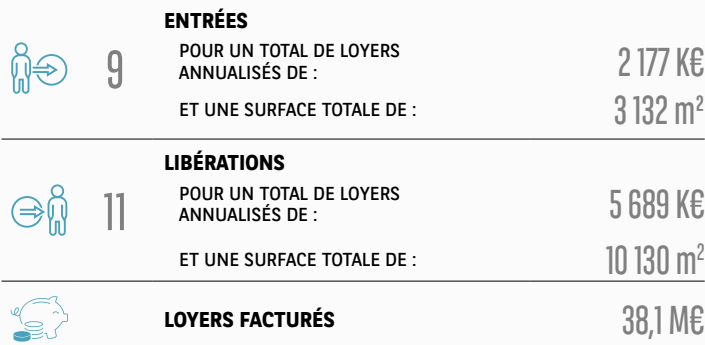 ENTRÉES
9
POUR UN TOTAL DE LOYERS
ANNUALISÉS DE :
2 177 K€
ET UNE SURFACE TOTALE DE :
3 132 m²
LIBÉRATIONS
11
POUR UN TOTAL DE LOYERS
ANNUALISÉS DE :
5 689 K€
ET UNE SURFACE TOTALE DE :
10 130 m²
LOYERS FACTURÉS
38,1 M€